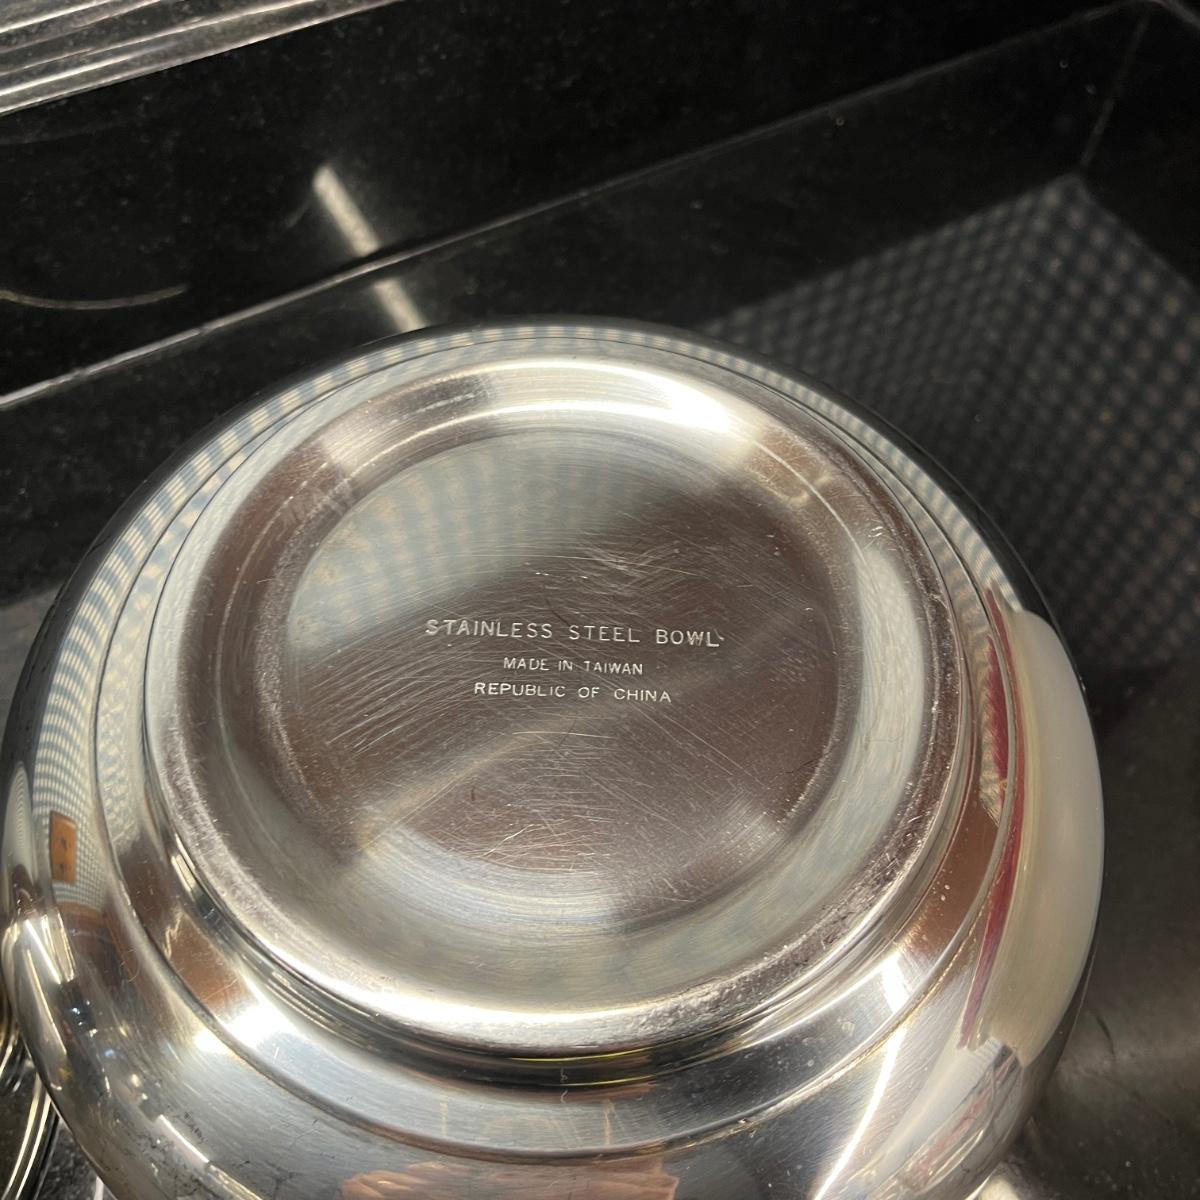 STAINLESS STEEL BOWL
MADE IN TAIWAN
REPUBLIC OF CHINA